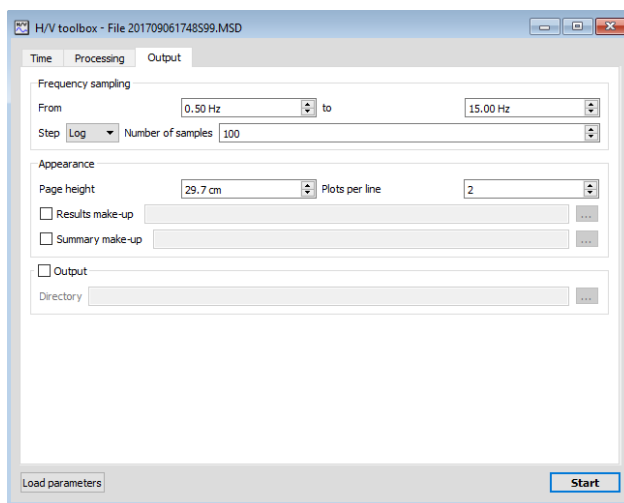 H/V toolbox - File 201709061748S99.MSD
Time Processing Output
Frequency sampling
From 0.50 Hz to 15.00 Hz
Step Log Number of samples 100
Appearance
Page height 29.7 cm Plots per line 2
Results make-up ...
Summary make-up ...
Output
Directory ...
Load parameters Start